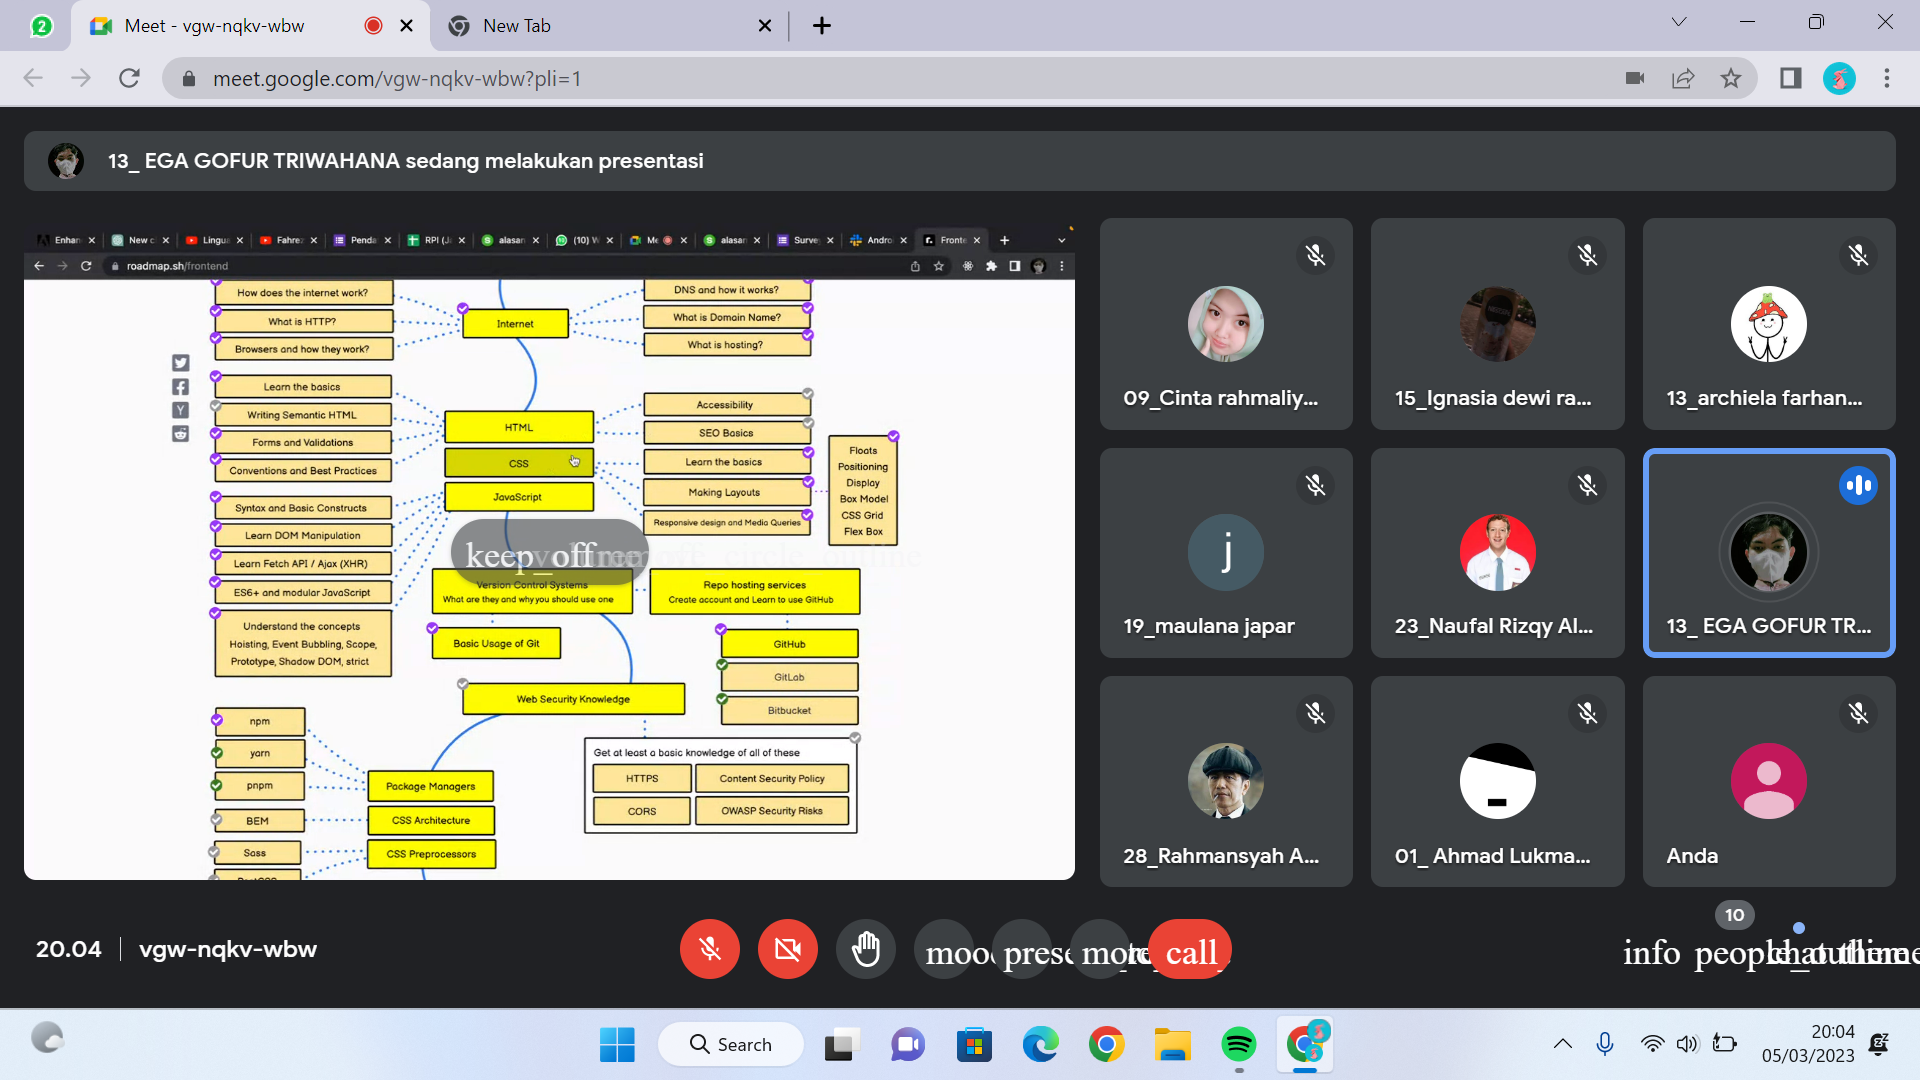 2
Meet - vgw-nqkv-wbw
New Tab
meet.google.com/vgw-nqkv-wbw?pli=1
13_ EGA GOFUR TRIWAHANA sedang melakukan presentasi
Enhan
New c
Lingua
Fahrez
Penda
RPI (J
alasar
(10) W
Me
alasar
Surve
Andro
Fronte
roadmap.sh/frontend
How does the internet work?
What is HTTP?
Browsers and how they work?
Internet
DNS and how it works?
What is Domain Name?
What is hosting?
Learn the basics
Writing Semantic HTML
Forms and Validations
Conventions and Best Practices
HTML
CSS
JavaScript
Accessibility
SEO Basics
Learn the basics
Making Layouts
Responsive design and Media Queries
Floats
Positioning
Display
Box Model
CSS Grid
Flex Box
Syntax and Basic Constructs
Learn DOM Manipulation
Learn Fetch API / Ajax (XHR)
ES6+ and modular JavaScript
Understand the concepts
Hoisting, Event Bubbling, Scope,
Prototype, Shadow DOM, strict
keep_off
circle_outline
Version Control Systems
What are they and why you should use one
Repo hosting services
Create account and Learn to use GitHub
Basic Usage of Git
GitHub
GitLab
Bitbucket
Web Security Knowledge
Get at least a basic knowledge of all of these
HTTPS
Content Security Policy
CORS
OWASP Security Risks
npm
yarn
pnpm
BEM
Sass
Package Managers
CSS Architecture
CSS Preprocessors
09_Cinta rahmaliy...
15_Ignasia dewi ra...
13_archiela farhan...
j
19_maulana japar
23_Naufal Rizqy Al...
13_ EGA GOFUR TR...
28_Rahmansyah A...
01_ Ahmad Lukma...
Anda
20.04
vgw-nqkv-wbw
mood
prese
more
call
10
info
people
Search
20:04
05/03/2023